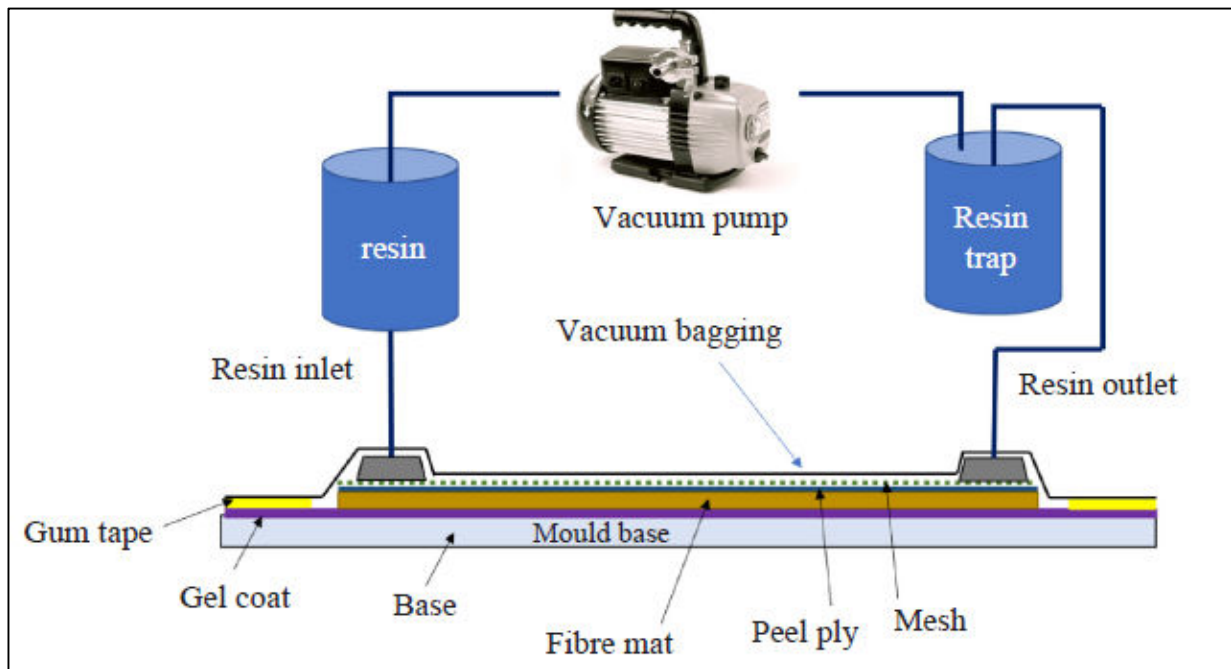 Vacuum pump
resin
Resin
trap
Vacuum bagging
Resin inlet
Resin outlet
Gum tape
Mould base
Gel coat
Base
Fibre mat
Peel ply
Mesh